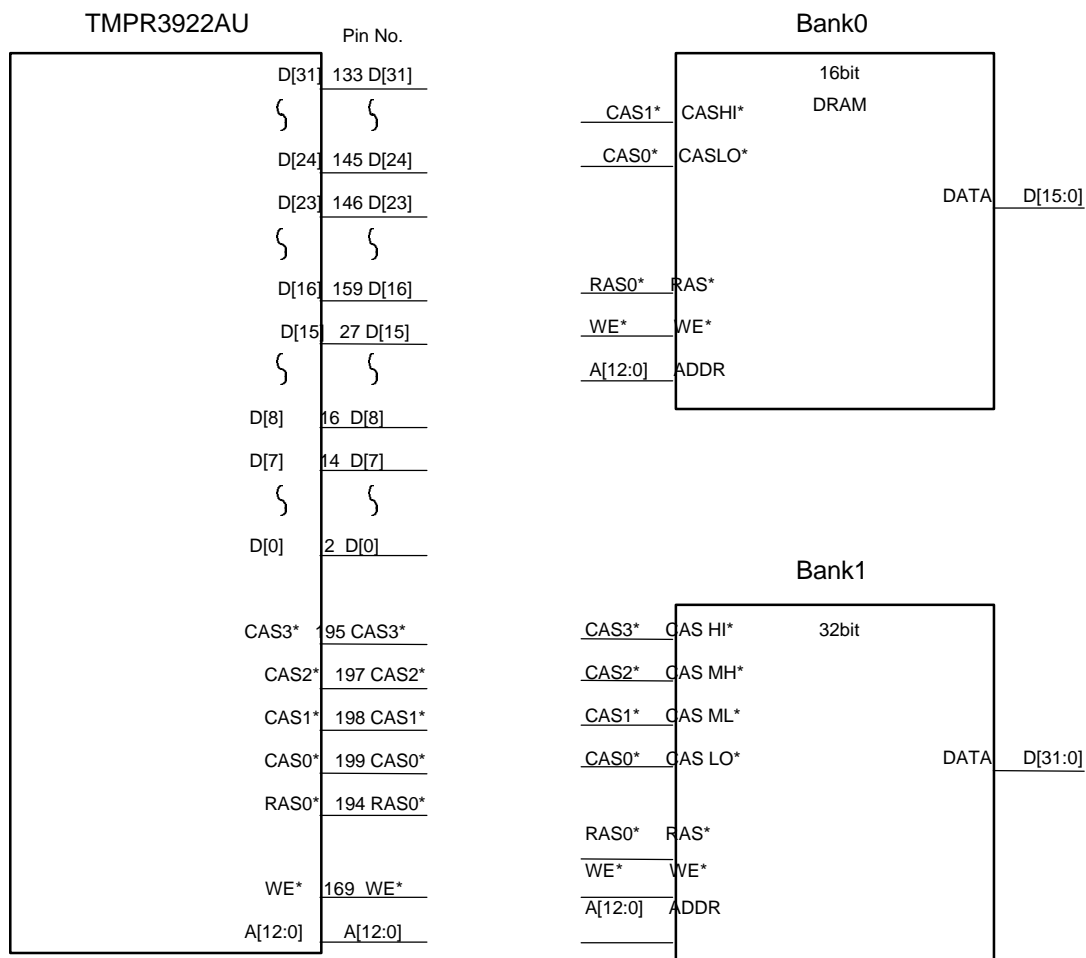 TMPR3922AU
Pin No.
D[31] 133 D[31]
D[24] 145 D[24]
D[23] 146 D[23]
D[16] 159 D[16]
D[15] 27 D[15]
D[8] 16 D[8]
D[7] 14 D[7]
D[0] 2 D[0]
CAS3* 195 CAS3*
CAS2* 197 CAS2*
CAS1* 198 CAS1*
CAS0* 199 CAS0*
RAS0* 194 RAS0*
WE* 169 WE*
A[12:0] A[12:0]
Bank0
16bit
DRAM
CAS1* CASHI*
CAS0* CASLO*
DATA D[15:0]
RAS0* RAS*
WE* WE*
A[12:0] ADDR
Bank1
32bit
CAS3* CAS HI*
CAS2* CAS MH*
CAS1* CAS ML*
CAS0* CAS LO*
DATA D[31:0]
RAS0* RAS*
WE* WE*
A[12:0] ADDR